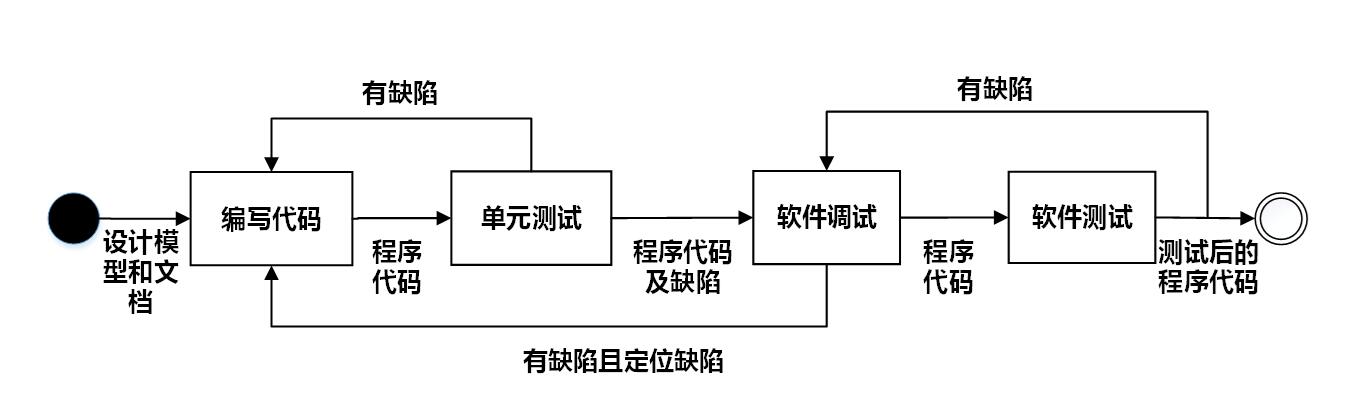 有缺陷
有缺陷
编写代码
单元测试
软件调试
软件测试
设计模
型和文
档
程序
代码
程序代码
及缺陷
程序
代码
测试后的
程序代码
有缺陷且定位缺陷